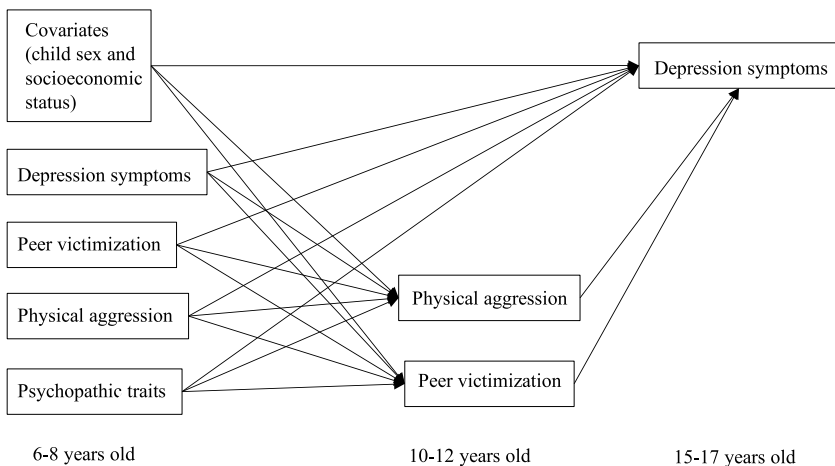 Covariates
(child sex and
socioeconomic
status)
Depression symptoms
Peer victimization
Physical aggression
Psychopathic traits
6-8 years old
Physical aggression
Peer victimization
10-12 years old
Depression symptoms
15-17 years old